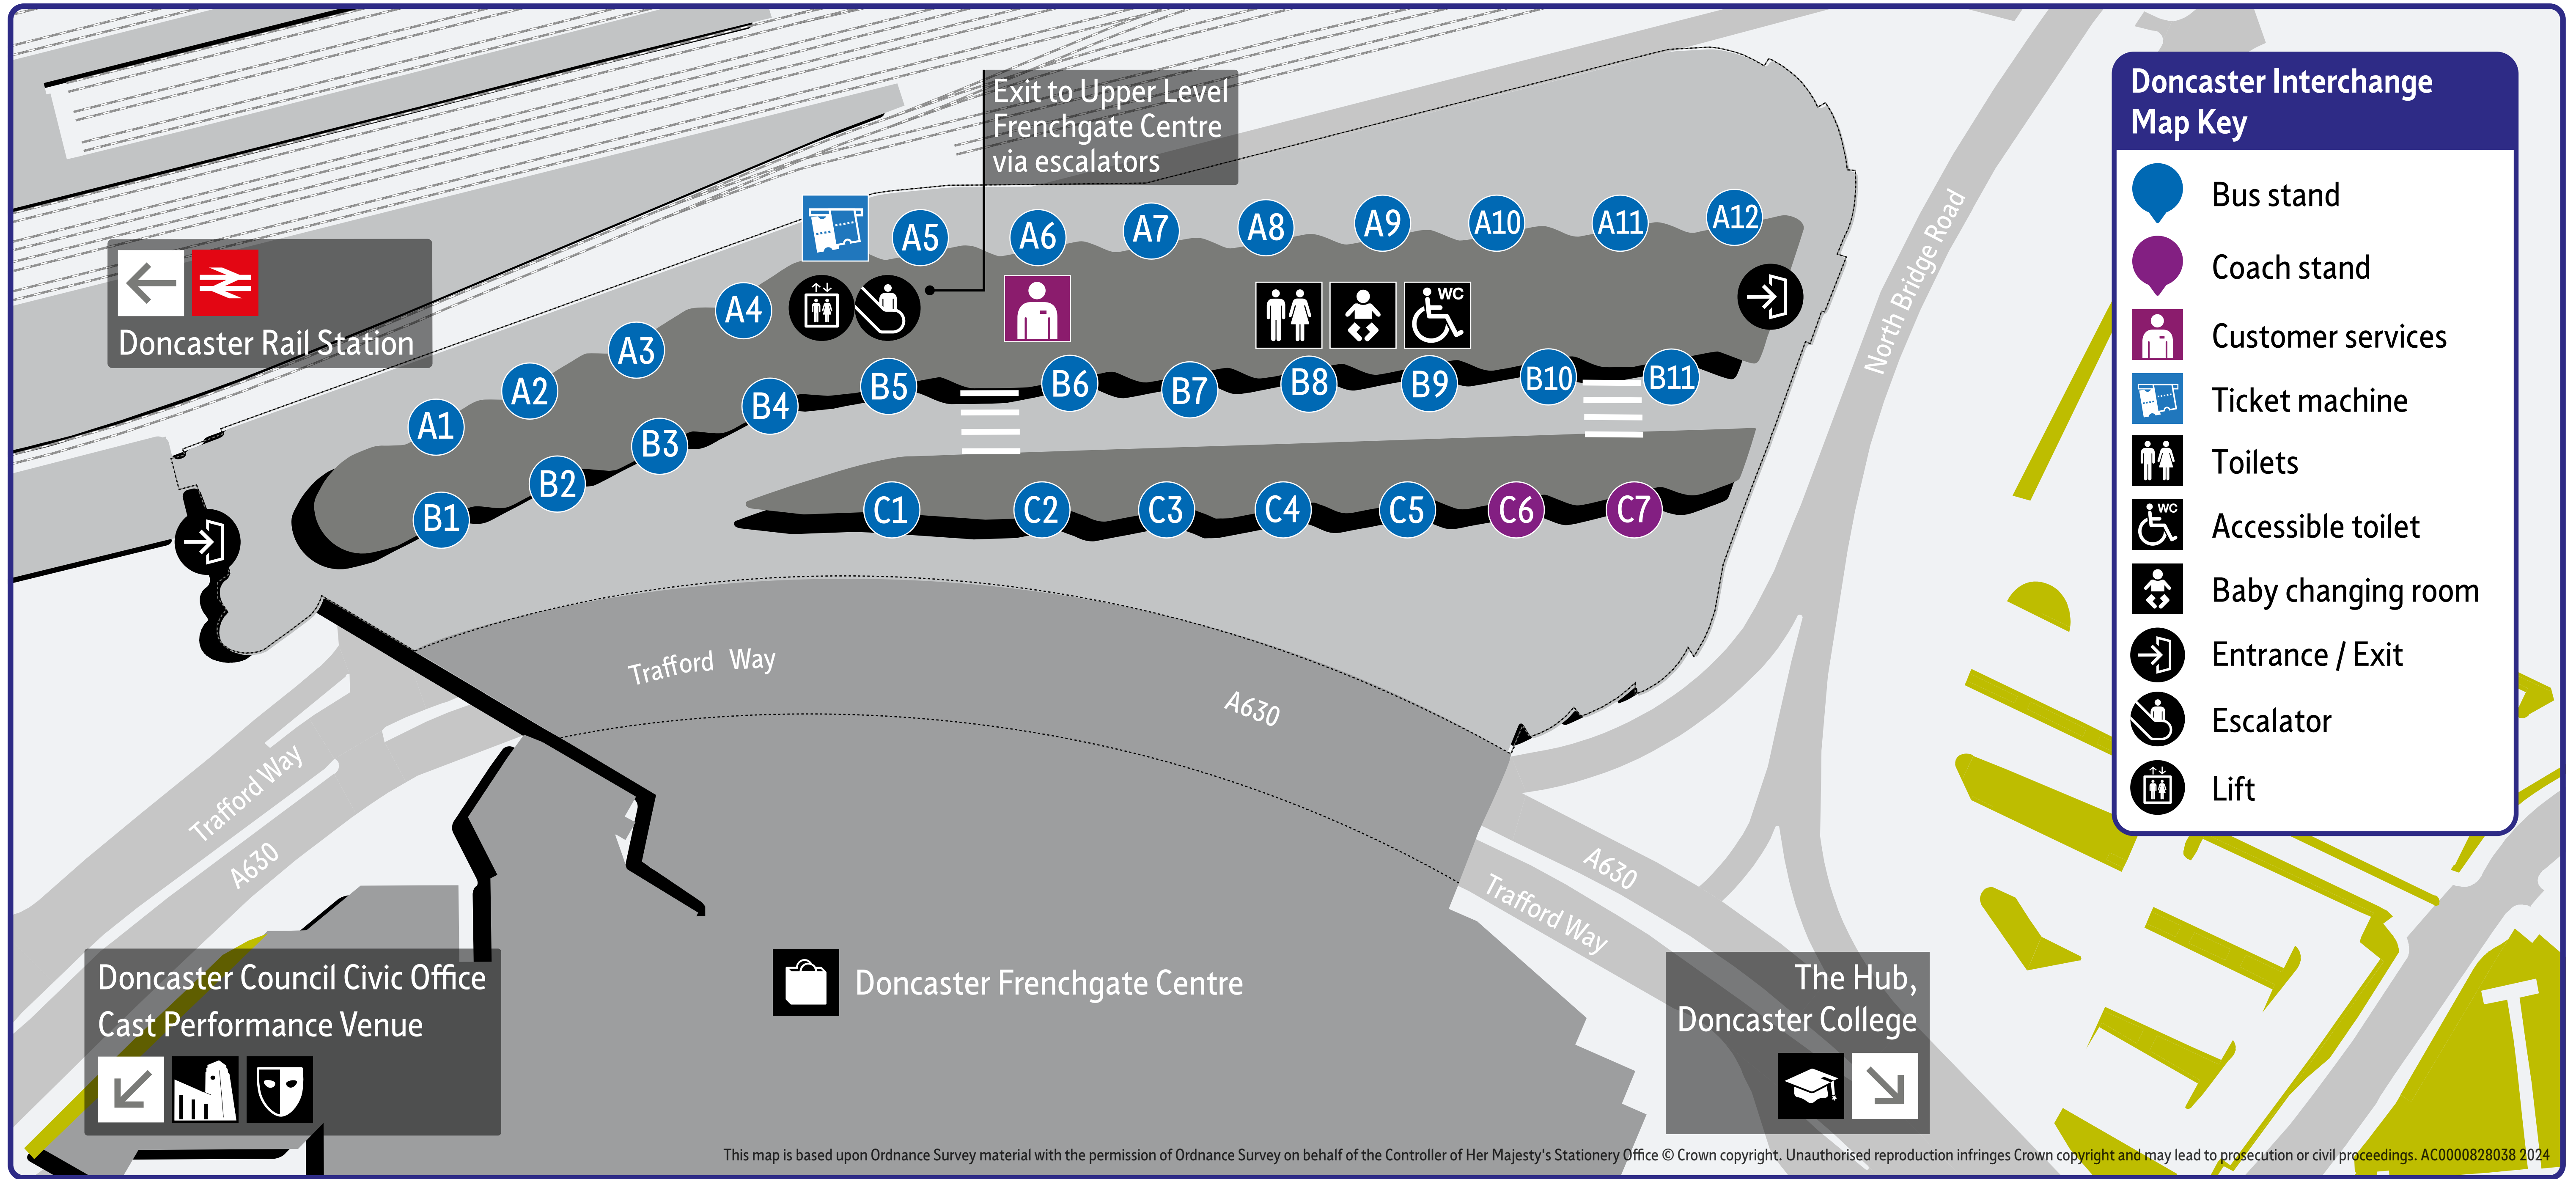 Exit to Upper Level
Frenchgate Centre
via escalators
Doncaster Rail Station
A1
A2
A3
A4
A5
A6
A7
A8
A9
A10
A11
A12
B1
B2
B3
B4
B5
B6
B7
B8
B9
B10
B11
WC
C1
C2
C3
C4
C5
C6
C7
North Bridge Road
Trafford Way
A630
Trafford Way
A630
A630
Trafford Way
Doncaster Council Civic Office
Cast Performance Venue
Doncaster Frenchgate Centre
The Hub,
Doncaster College
Doncaster Interchange
Map Key
Bus stand
Coach stand
Customer services
Ticket machine
Toilets
WC
Accessible toilet
Baby changing room
Entrance / Exit
Escalator
Lift
This map is based upon Ordnance Survey material with the permission of Ordnance Survey on behalf of the Controller of Her Majesty's Stationery Office © Crown copyright. Unauthorised reproduction infringes Crown copyright and may lead to prosecution or civil proceedings. AC0000828038 2024